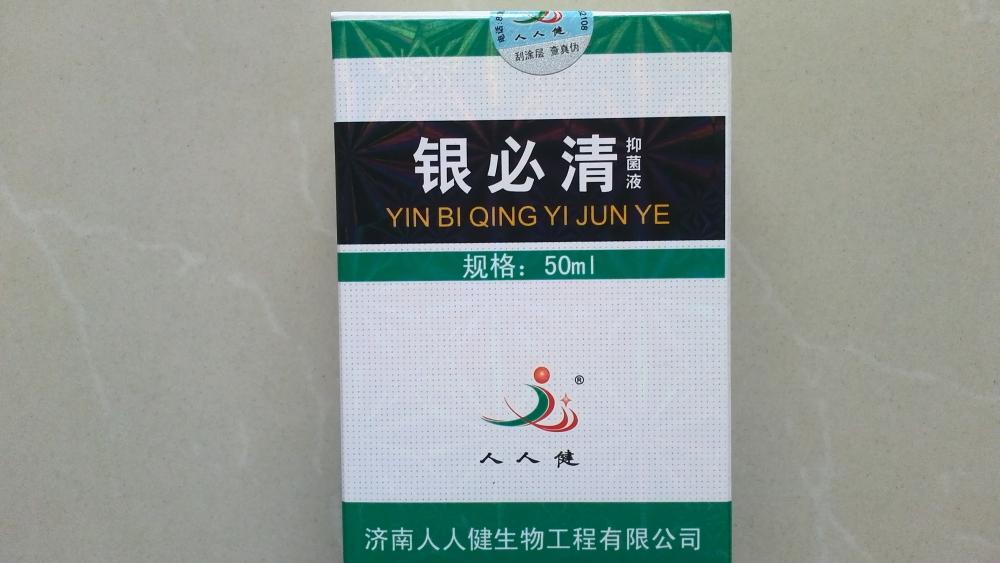 人人健
刮涂层 查真伪
银必清
抑菌液
YIN BI QING YI JUN YE
规格：50ml
®
人人健
济南人人健生物工程有限公司